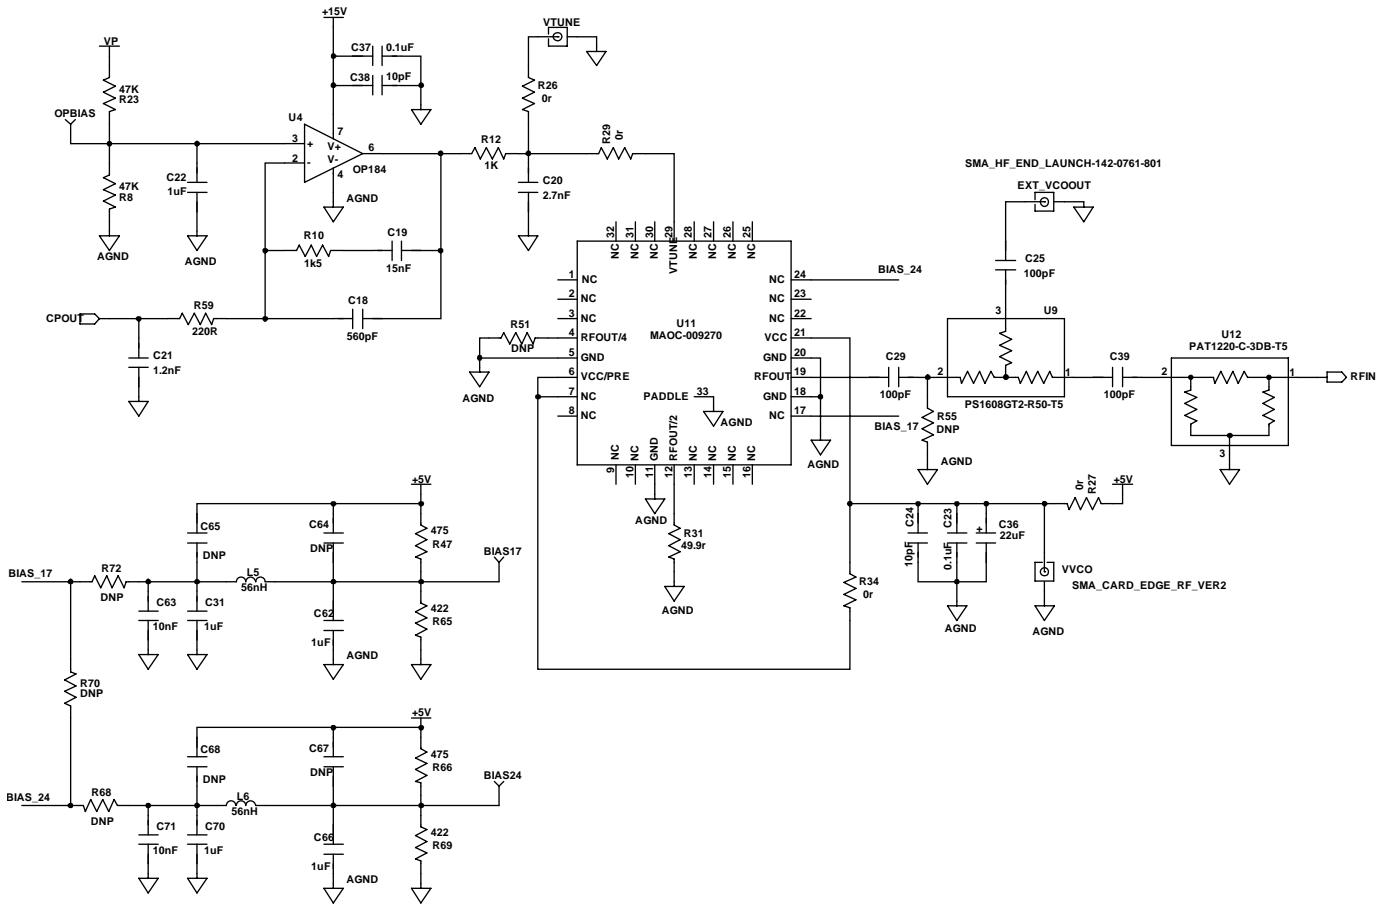 +15V
VTUNE
C37
0.1uF
C38
10pF
VP
47K
R23
OPBIAS
R26
0r
U4
3
+
2
-
7
V+
V-
4
6
OP184
AGND
R12
1K
R29
0r
47K
R8
C22
1uF
AGND
AGND
C20
2.7nF
R10
1k5
C19
15nF
CPOUT
R59
220R
C18
560pF
C21
1.2nF
SMA_HF_END_LAUNCH-142-0761-801
EXT_VCOOUT
C25
100pF
32
31
30
29
28
27
26
25
NC
NC
NC
VTUNE
NC
NC
NC
NC
1
NC
2
NC
3
NC
4
RFOUT/4
5
GND
6
VCC/PRE
7
NC
8
NC
U11
MAOC-009270
PADDLE
33
AGND
NC
24
BIAS_24
NC
23
NC
22
VCC
21
GND
20
RFOUT
19
GND
18
NC
17
BIAS_17
NC
NC
GND
RFOUT/2
NC
NC
NC
NC
9
10
11
12
13
14
15
16
R51
DNP
AGND
AGND
R31
49.9r
AGND
AGND
C29
100pF
R55
DNP
AGND
3
U9
2
1
PS1608GT2-R50-T5
C39
100pF
U12
PAT1220-C-3DB-T5
2
1
3
RFIN
0r
R27
+5V
C24
10pF
C23
0.1uF
+
C36
22uF
AGND
R34
0r
VVCO
SMA_CARD_EDGE_RF_VER2
AGND
+5V
C65
DNP
C64
DNP
475
R47
BIAS17
BIAS_17
R72
DNP
L5
56nH
C63
10nF
C31
1uF
C62
1uF
AGND
422
R65
R70
DNP
+5V
C68
DNP
C67
DNP
475
R66
BIAS24
BIAS_24
R68
DNP
L6
56nH
C71
10nF
C70
1uF
C66
1uF
AGND
422
R69